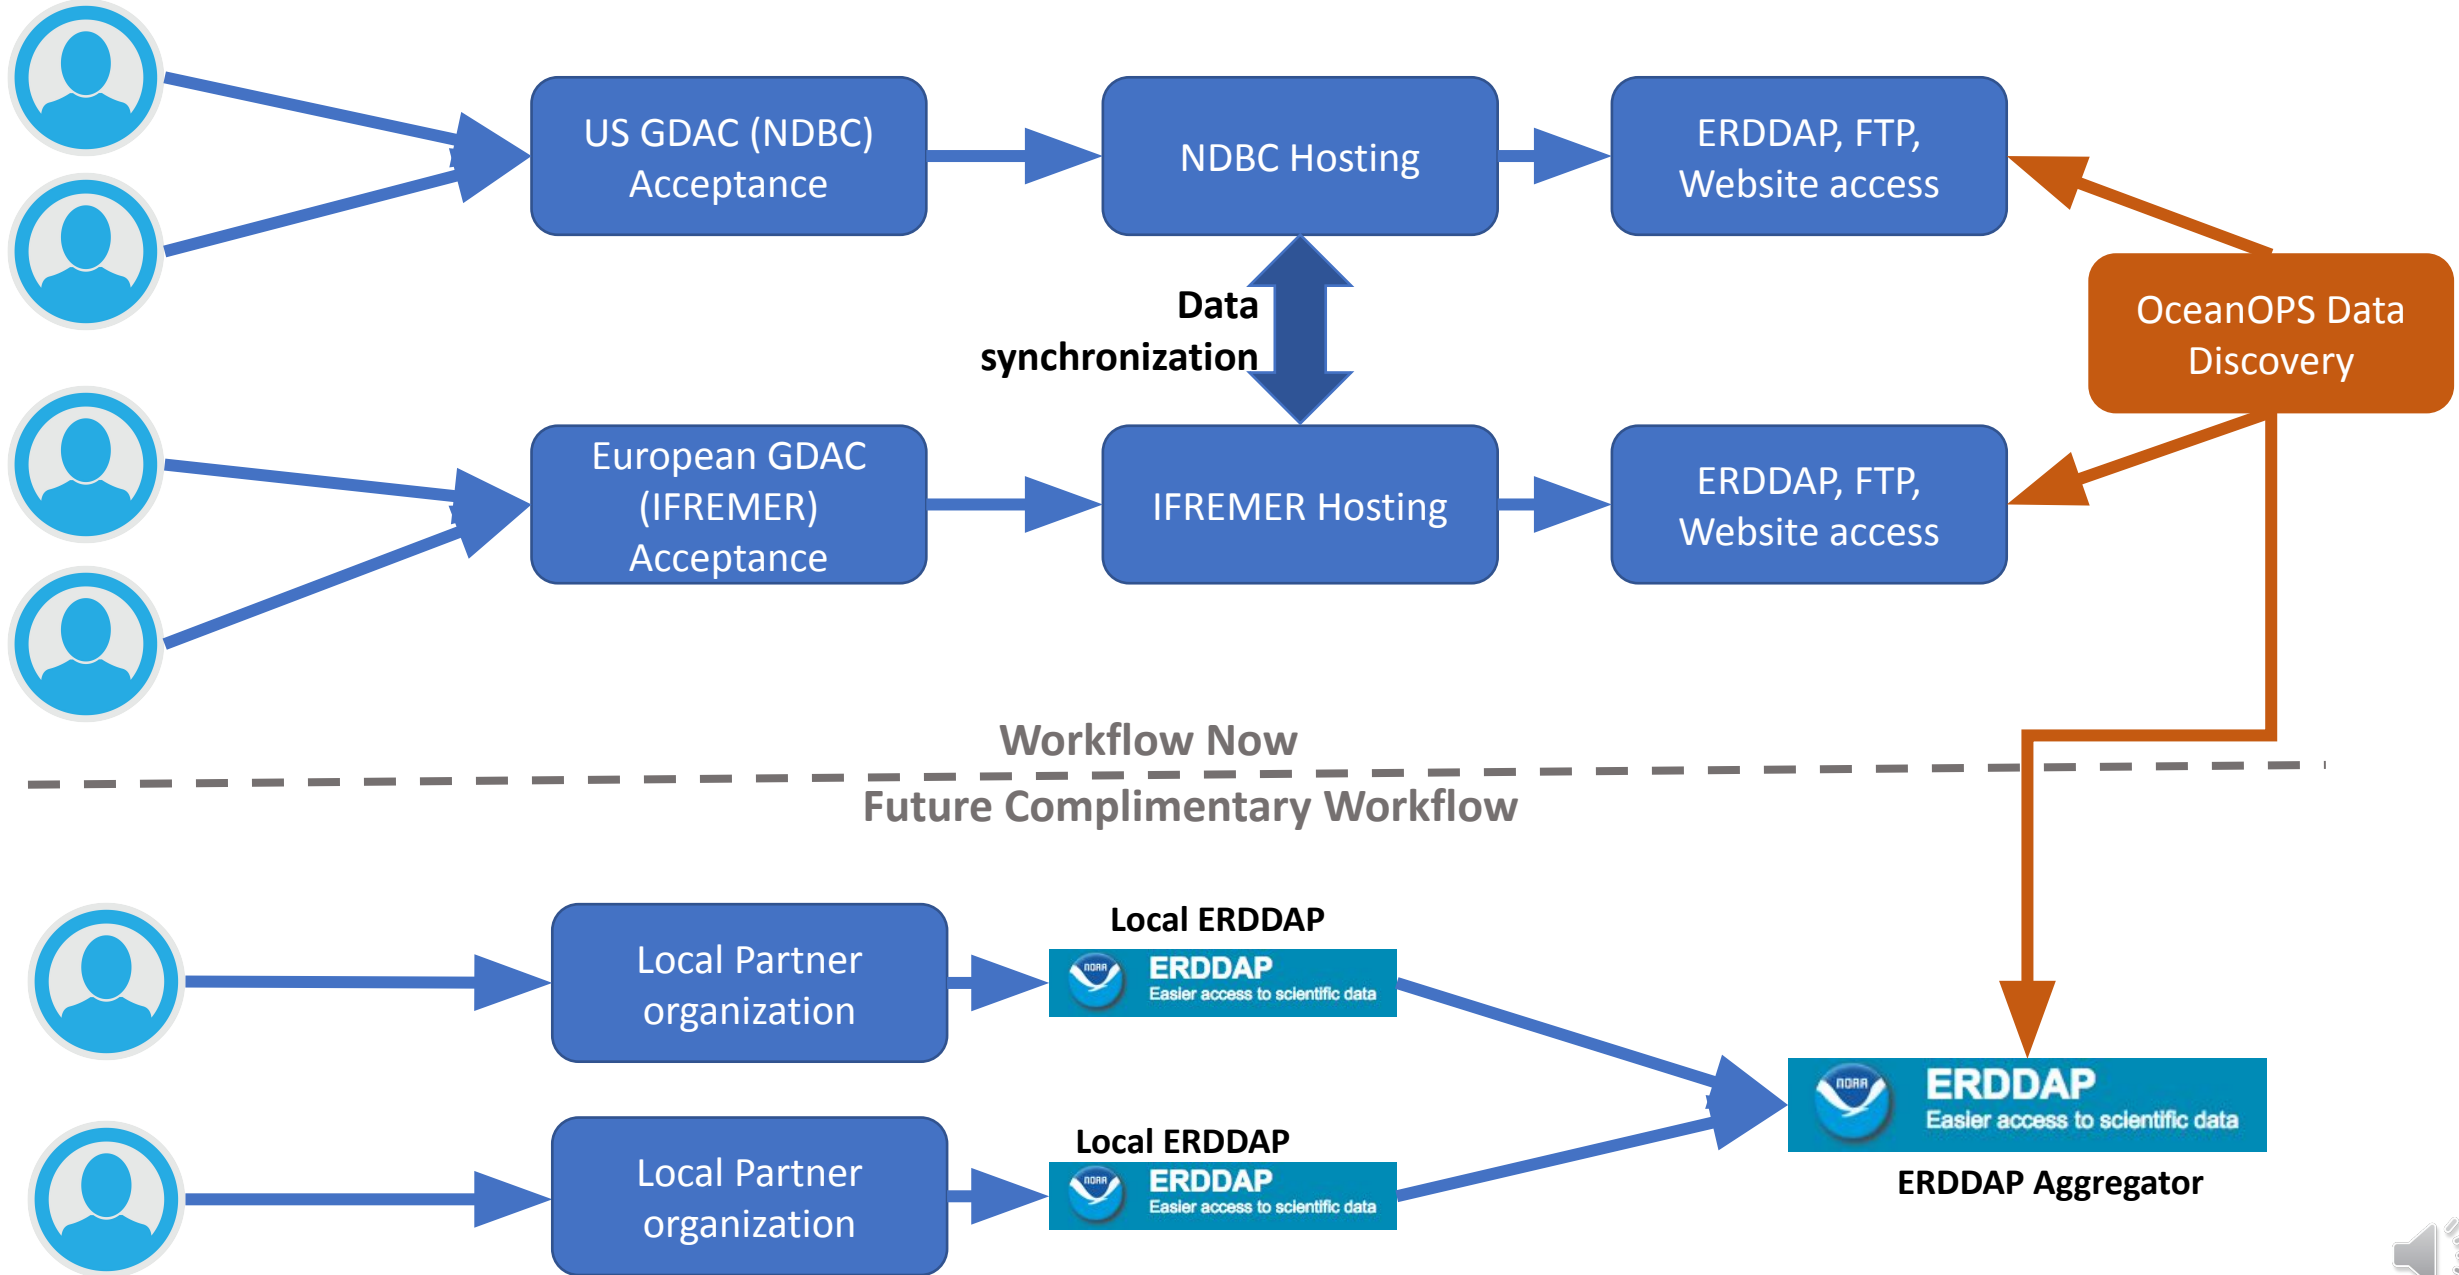 US GDAC (NDBC)
Acceptance
NDBC Hosting
ERDDAP, FTP,
Website access
Data
synchronization
OceanOPS Data
Discovery
European GDAC
(IFREMER)
Acceptance
IFREMER Hosting
ERDDAP, FTP,
Website access
Workflow Now
Future Complimentary Workflow
Local Partner
organization
Local ERDDAP
NOAA
ERDDAP
Easier access to scientific data
Local Partner
organization
Local ERDDAP
NOAA
ERDDAP
Easier access to scientific data
NOAA
ERDDAP
Easier access to scientific data
ERDDAP Aggregator